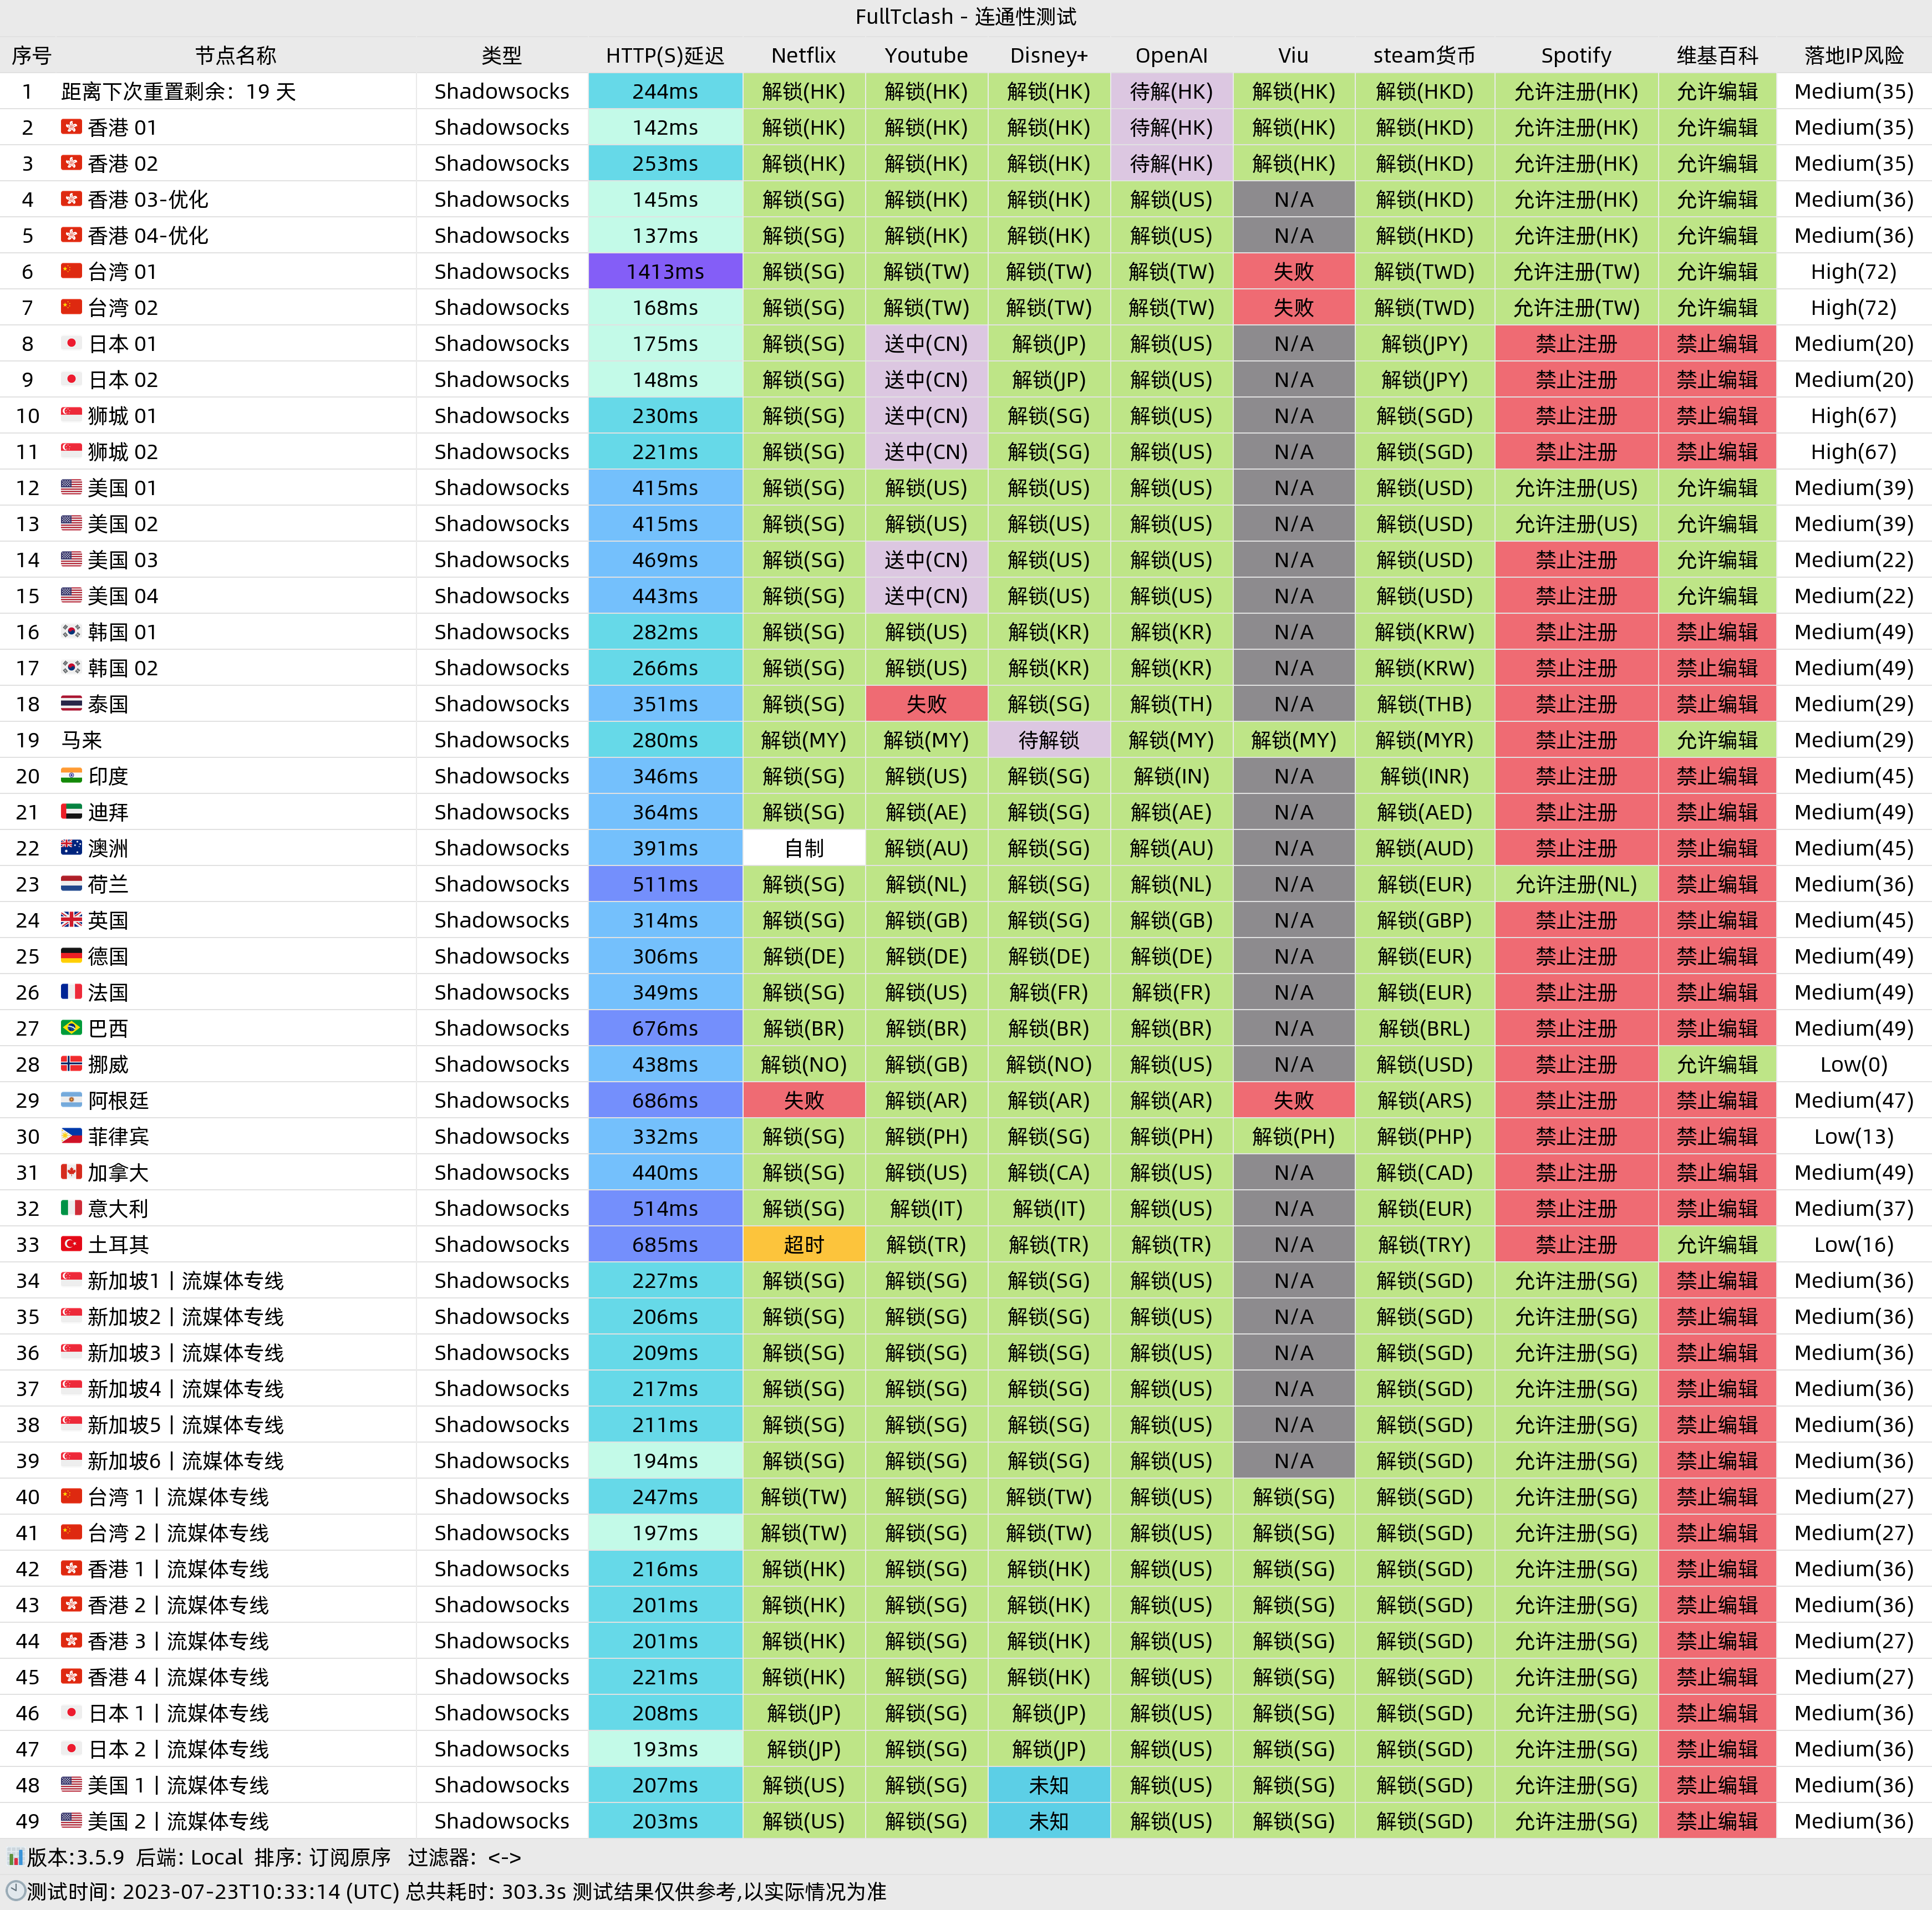 FullTclash - 连通性测试
序号 节点名称 类型 HTTP(S)延迟 Netflix Youtube Disney+ OpenAI Viu steam货币 Spotify 维基百科 落地IP风险
1 距离下次重置剩余：19 天 Shadowsocks 244ms 解锁(HK) 解锁(HK) 解锁(HK) 待解(HK) 解锁(HK) 解锁(HKD) 允许注册(HK) 允许编辑 Medium(35)
2 香港 01 Shadowsocks 142ms 解锁(HK) 解锁(HK) 解锁(HK) 待解(HK) 解锁(HK) 解锁(HKD) 允许注册(HK) 允许编辑 Medium(35)
3 香港 02 Shadowsocks 253ms 解锁(HK) 解锁(HK) 解锁(HK) 待解(HK) 解锁(HK) 解锁(HKD) 允许注册(HK) 允许编辑 Medium(35)
4 香港 03-优化 Shadowsocks 145ms 解锁(SG) 解锁(HK) 解锁(HK) 解锁(US) N/A 解锁(HKD) 允许注册(HK) 允许编辑 Medium(36)
5 香港 04-优化 Shadowsocks 137ms 解锁(SG) 解锁(HK) 解锁(HK) 解锁(US) N/A 解锁(HKD) 允许注册(HK) 允许编辑 Medium(36)
6 台湾 01 Shadowsocks 1413ms 解锁(SG) 解锁(TW) 解锁(TW) 解锁(TW) 失败 解锁(TWD) 允许注册(TW) 允许编辑 High(72)
7 台湾 02 Shadowsocks 168ms 解锁(SG) 解锁(TW) 解锁(TW) 解锁(TW) 失败 解锁(TWD) 允许注册(TW) 允许编辑 High(72)
8 日本 01 Shadowsocks 175ms 解锁(SG) 送中(CN) 解锁(JP) 解锁(US) N/A 解锁(JPY) 禁止注册 禁止编辑 Medium(20)
9 日本 02 Shadowsocks 148ms 解锁(SG) 送中(CN) 解锁(JP) 解锁(US) N/A 解锁(JPY) 禁止注册 禁止编辑 Medium(20)
10 狮城 01 Shadowsocks 230ms 解锁(SG) 送中(CN) 解锁(SG) 解锁(US) N/A 解锁(SGD) 禁止注册 禁止编辑 High(67)
11 狮城 02 Shadowsocks 221ms 解锁(SG) 送中(CN) 解锁(SG) 解锁(US) N/A 解锁(SGD) 禁止注册 禁止编辑 High(67)
12 美国 01 Shadowsocks 415ms 解锁(SG) 解锁(US) 解锁(US) 解锁(US) N/A 解锁(USD) 允许注册(US) 允许编辑 Medium(39)
13 美国 02 Shadowsocks 415ms 解锁(SG) 解锁(US) 解锁(US) 解锁(US) N/A 解锁(USD) 允许注册(US) 允许编辑 Medium(39)
14 美国 03 Shadowsocks 469ms 解锁(SG) 送中(CN) 解锁(US) 解锁(US) N/A 解锁(USD) 禁止注册 允许编辑 Medium(22)
15 美国 04 Shadowsocks 443ms 解锁(SG) 送中(CN) 解锁(US) 解锁(US) N/A 解锁(USD) 禁止注册 允许编辑 Medium(22)
16 韩国 01 Shadowsocks 282ms 解锁(SG) 解锁(US) 解锁(KR) 解锁(KR) N/A 解锁(KRW) 禁止注册 禁止编辑 Medium(49)
17 韩国 02 Shadowsocks 266ms 解锁(SG) 解锁(US) 解锁(KR) 解锁(KR) N/A 解锁(KRW) 禁止注册 禁止编辑 Medium(49)
18 泰国 Shadowsocks 351ms 解锁(SG) 失败 解锁(SG) 解锁(TH) N/A 解锁(THB) 禁止注册 禁止编辑 Medium(29)
19 马来 Shadowsocks 280ms 解锁(MY) 解锁(MY) 待解锁 解锁(MY) 解锁(MY) 解锁(MYR) 禁止注册 允许编辑 Medium(29)
20 印度 Shadowsocks 346ms 解锁(SG) 解锁(US) 解锁(SG) 解锁(IN) N/A 解锁(INR) 禁止注册 禁止编辑 Medium(45)
21 迪拜 Shadowsocks 364ms 解锁(SG) 解锁(AE) 解锁(SG) 解锁(AE) N/A 解锁(AED) 禁止注册 禁止编辑 Medium(49)
22 澳洲 Shadowsocks 391ms 自制 解锁(AU) 解锁(SG) 解锁(AU) N/A 解锁(AUD) 禁止注册 禁止编辑 Medium(45)
23 荷兰 Shadowsocks 511ms 解锁(SG) 解锁(NL) 解锁(SG) 解锁(NL) N/A 解锁(EUR) 允许注册(NL) 禁止编辑 Medium(36)
24 英国 Shadowsocks 314ms 解锁(SG) 解锁(GB) 解锁(SG) 解锁(GB) N/A 解锁(GBP) 禁止注册 禁止编辑 Medium(45)
25 德国 Shadowsocks 306ms 解锁(DE) 解锁(DE) 解锁(DE) 解锁(DE) N/A 解锁(EUR) 禁止注册 禁止编辑 Medium(49)
26 法国 Shadowsocks 349ms 解锁(SG) 解锁(US) 解锁(FR) 解锁(FR) N/A 解锁(EUR) 禁止注册 禁止编辑 Medium(49)
27 巴西 Shadowsocks 676ms 解锁(BR) 解锁(BR) 解锁(BR) 解锁(BR) N/A 解锁(BRL) 禁止注册 禁止编辑 Medium(49)
28 挪威 Shadowsocks 438ms 解锁(NO) 解锁(GB) 解锁(NO) 解锁(US) N/A 解锁(USD) 禁止注册 允许编辑 Low(0)
29 阿根廷 Shadowsocks 686ms 失败 解锁(AR) 解锁(AR) 解锁(AR) 失败 解锁(ARS) 禁止注册 禁止编辑 Medium(47)
30 菲律宾 Shadowsocks 332ms 解锁(SG) 解锁(PH) 解锁(SG) 解锁(PH) 解锁(PH) 解锁(PHP) 禁止注册 禁止编辑 Low(13)
31 加拿大 Shadowsocks 440ms 解锁(SG) 解锁(US) 解锁(CA) 解锁(US) N/A 解锁(CAD) 禁止注册 禁止编辑 Medium(49)
32 意大利 Shadowsocks 514ms 解锁(SG) 解锁(IT) 解锁(IT) 解锁(US) N/A 解锁(EUR) 禁止注册 禁止编辑 Medium(37)
33 土耳其 Shadowsocks 685ms 超时 解锁(TR) 解锁(TR) 解锁(TR) N/A 解锁(TRY) 禁止注册 允许编辑 Low(16)
34 新加坡1丨流媒体专线 Shadowsocks 227ms 解锁(SG) 解锁(SG) 解锁(SG) 解锁(US) N/A 解锁(SGD) 允许注册(SG) 禁止编辑 Medium(36)
35 新加坡2丨流媒体专线 Shadowsocks 206ms 解锁(SG) 解锁(SG) 解锁(SG) 解锁(US) N/A 解锁(SGD) 允许注册(SG) 禁止编辑 Medium(36)
36 新加坡3丨流媒体专线 Shadowsocks 209ms 解锁(SG) 解锁(SG) 解锁(SG) 解锁(US) N/A 解锁(SGD) 允许注册(SG) 禁止编辑 Medium(36)
37 新加坡4丨流媒体专线 Shadowsocks 217ms 解锁(SG) 解锁(SG) 解锁(SG) 解锁(US) N/A 解锁(SGD) 允许注册(SG) 禁止编辑 Medium(36)
38 新加坡5丨流媒体专线 Shadowsocks 211ms 解锁(SG) 解锁(SG) 解锁(SG) 解锁(US) N/A 解锁(SGD) 允许注册(SG) 禁止编辑 Medium(36)
39 新加坡6丨流媒体专线 Shadowsocks 194ms 解锁(SG) 解锁(SG) 解锁(SG) 解锁(US) N/A 解锁(SGD) 允许注册(SG) 禁止编辑 Medium(36)
40 台湾 1丨流媒体专线 Shadowsocks 247ms 解锁(TW) 解锁(SG) 解锁(TW) 解锁(US) 解锁(SG) 解锁(SGD) 允许注册(SG) 禁止编辑 Medium(27)
41 台湾 2丨流媒体专线 Shadowsocks 197ms 解锁(TW) 解锁(SG) 解锁(TW) 解锁(US) 解锁(SG) 解锁(SGD) 允许注册(SG) 禁止编辑 Medium(27)
42 香港 1丨流媒体专线 Shadowsocks 216ms 解锁(HK) 解锁(SG) 解锁(HK) 解锁(US) 解锁(SG) 解锁(SGD) 允许注册(SG) 禁止编辑 Medium(36)
43 香港 2丨流媒体专线 Shadowsocks 201ms 解锁(HK) 解锁(SG) 解锁(HK) 解锁(US) 解锁(SG) 解锁(SGD) 允许注册(SG) 禁止编辑 Medium(36)
44 香港 3丨流媒体专线 Shadowsocks 201ms 解锁(HK) 解锁(SG) 解锁(HK) 解锁(US) 解锁(SG) 解锁(SGD) 允许注册(SG) 禁止编辑 Medium(27)
45 香港 4丨流媒体专线 Shadowsocks 221ms 解锁(HK) 解锁(SG) 解锁(HK) 解锁(US) 解锁(SG) 解锁(SGD) 允许注册(SG) 禁止编辑 Medium(27)
46 日本 1丨流媒体专线 Shadowsocks 208ms 解锁(JP) 解锁(SG) 解锁(JP) 解锁(US) 解锁(SG) 解锁(SGD) 允许注册(SG) 禁止编辑 Medium(36)
47 日本 2丨流媒体专线 Shadowsocks 193ms 解锁(JP) 解锁(SG) 解锁(JP) 解锁(US) 解锁(SG) 解锁(SGD) 允许注册(SG) 禁止编辑 Medium(36)
48 美国 1丨流媒体专线 Shadowsocks 207ms 解锁(US) 解锁(SG) 未知 解锁(US) 解锁(SG) 解锁(SGD) 允许注册(SG) 禁止编辑 Medium(36)
49 美国 2丨流媒体专线 Shadowsocks 203ms 解锁(US) 解锁(SG) 未知 解锁(US) 解锁(SG) 解锁(SGD) 允许注册(SG) 禁止编辑 Medium(36)
版本:3.5.9 后端: Local 排序: 订阅原序 过滤器: <->
测试时间: 2023-07-23T10:33:14 (UTC) 总共耗时: 303.3s 测试结果仅供参考,以实际情况为准